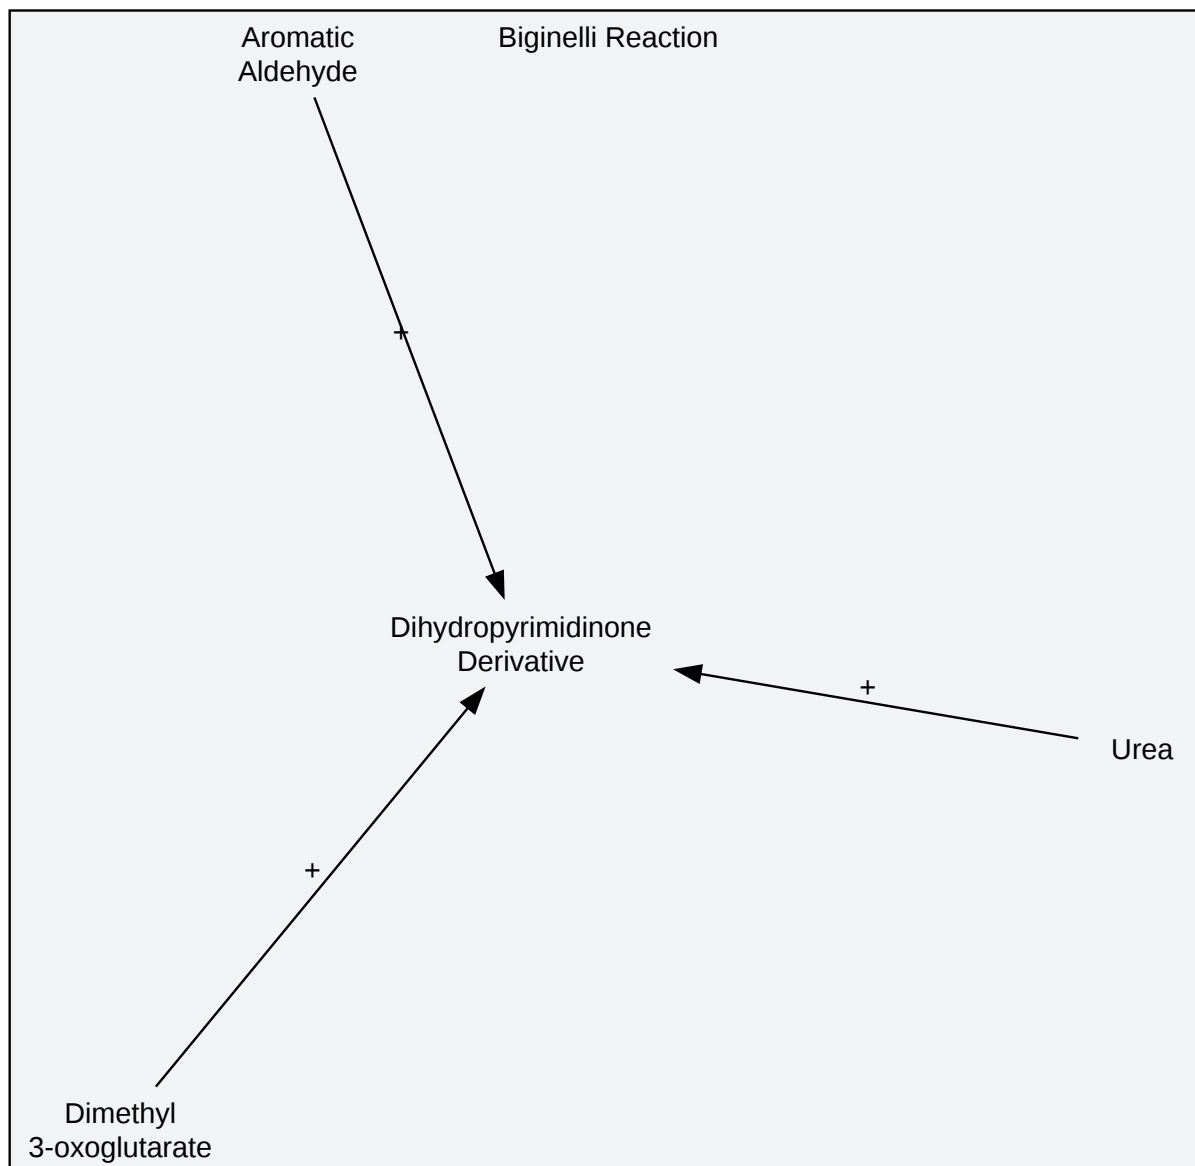 Aromatic
Aldehyde
Biginelli Reaction
+
Dihydropyrimidinone
Derivative
+
Urea
+
Dimethyl
3-oxoglutarate